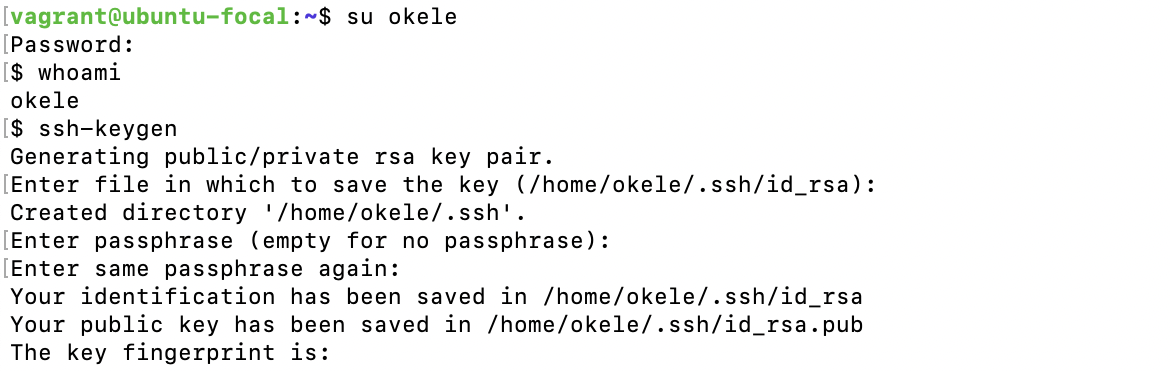 vagrant@ubuntu-focal:~$ su okele
Password:
$ whoami
okele
$ ssh-keygen
Generating public/private rsa key pair.
Enter file in which to save the key (/home/okele/.ssh/id_rsa):
Created directory '/home/okele/.ssh'.
Enter passphrase (empty for no passphrase):
Enter same passphrase again:
Your identification has been saved in /home/okele/.ssh/id_rsa
Your public key has been saved in /home/okele/.ssh/id_rsa.pub
The key fingerprint is: